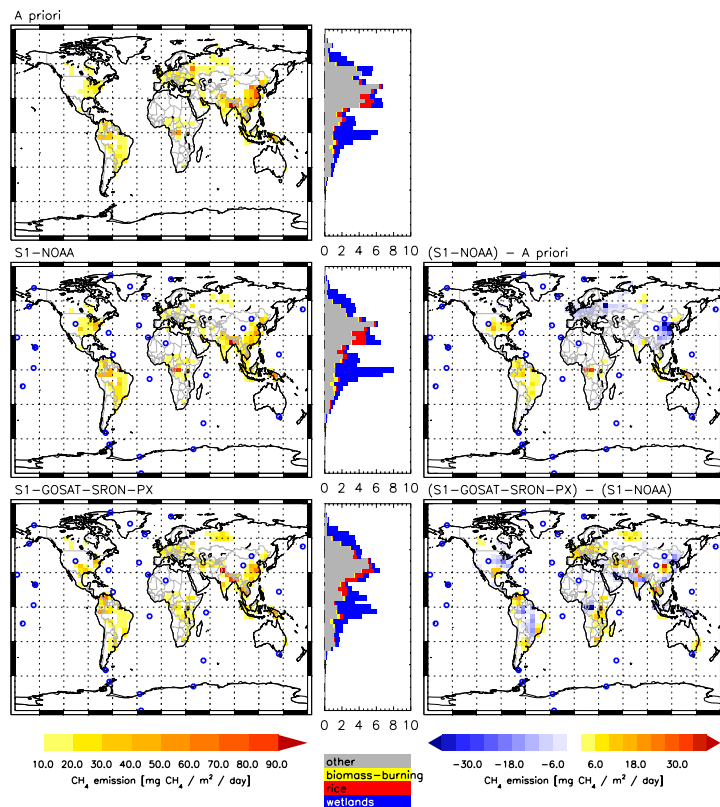 A priori
0 2 4 6 8 10
S1-NOAA
(S1-NOAA) - A priori
0 2 4 6 8 10
S1-GOSAT-SRON-PX
(S1-GOSAT-SRON-PX) - (S1-NOAA)
0 2 4 6 8 10
10.0 20.0 30.0 40.0 50.0 60.0 70.0 80.0 90.0
CH4 emission [mg CH4 / m² / day]
other
biomass-burning
rice
wetlands
-30.0 -18.0 -6.0 6.0 18.0 30.0
CH4 emission [mg CH4 / m² / day]